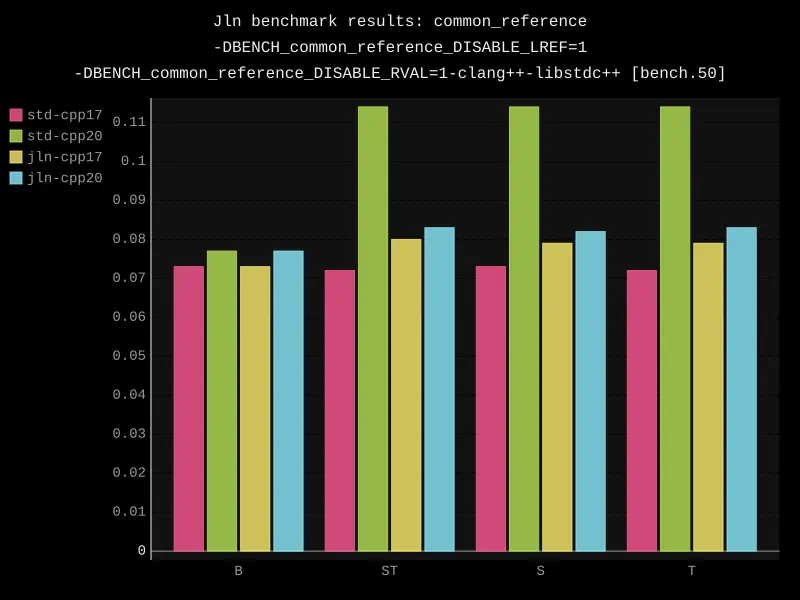 Jln benchmark results: common_reference
-DBENCH_common_reference_DISABLE_LREF=1
-DBENCH_common_reference_DISABLE_RVAL=1-clang++-libstdc++ [bench.50]
std-cpp17
std-cpp20
jln-cpp17
jln-cpp20
0.11
0.1
0.09
0.08
0.07
0.06
0.05
0.04
0.03
0.02
0.01
0
B ST S T